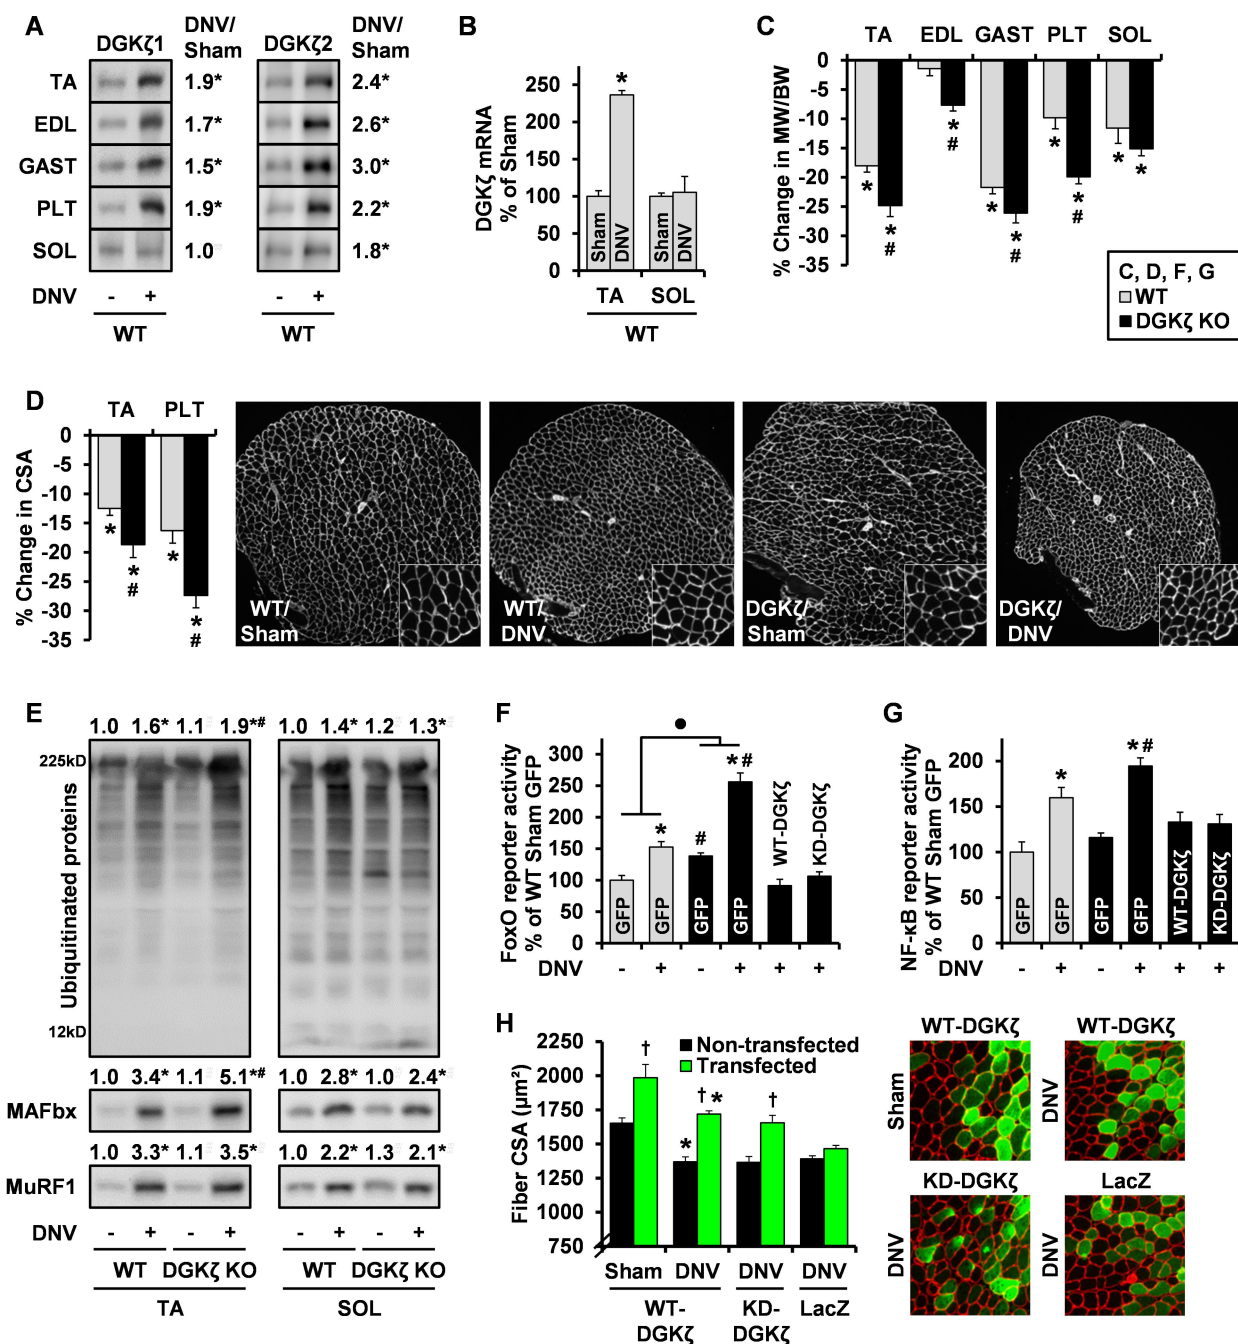 A
DGKζ1
DNV/
Sham
DGKζ2
DNV/
Sham
TA
1.9*
2.4*
EDL
1.7*
2.6*
GAST
1.5*
3.0*
PLT
1.9*
2.2*
SOL
1.0
1.8*
DNV
- +
- +
WT
WT
B
DGKζ mRNA
% of Sham
250
200
150
100
50
0
*
Sham
DNV
Sham
DNV
TA
SOL
WT
C
TA EDL GAST PLT SOL
% Change in MW/BW
0
-5
-10
-15
-20
-25
-30
-35
*
*
#
*
#
*
*
#
*
*
#
*
*
C, D, F, G
WT
DGKζ KO
D
TA PLT
% Change in CSA
0
-5
-10
-15
-20
-25
-30
-35
*
*
#
*
*
#
WT/
Sham
WT/
DNV
DGKζ/
Sham
DGKζ/
DNV
E
1.0 1.6* 1.1 1.9*#
1.0 1.4* 1.2 1.3*
225kD
Ubiquitinated proteins
12kD
1.0 3.4* 1.1 5.1*#
1.0 2.8* 1.0 2.4*
MAFbx
1.0 3.3* 1.1 3.5*
1.0 2.2* 1.3 2.1*
MuRF1
DNV
- + - +
- + - +
WT DGKζ KO
WT DGKζ KO
TA
SOL
F
FoxO reporter activity
% of WT Sham GFP
300
250
200
150
100
50
0
●
*
#
*#
GFP
GFP
GFP
GFP
WT-DGKζ
KD-DGKζ
DNV
- + - + + +
G
NF-κB reporter activity
% of WT Sham GFP
200
150
100
50
0
*
*#
GFP
GFP
GFP
GFP
WT-DGKζ
KD-DGKζ
DNV
- + - + + +
H
Non-transfected
Transfected
Fiber CSA (µm²)
2250
2000
1750
1500
1250
1000
750
†
*
†*
†
Sham DNV DNV DNV
WT-
DGKζ
KD-
DGKζ
LacZ
WT-DGKζ
WT-DGKζ
Sham
DNV
KD-DGKζ
LacZ
DNV
DNV